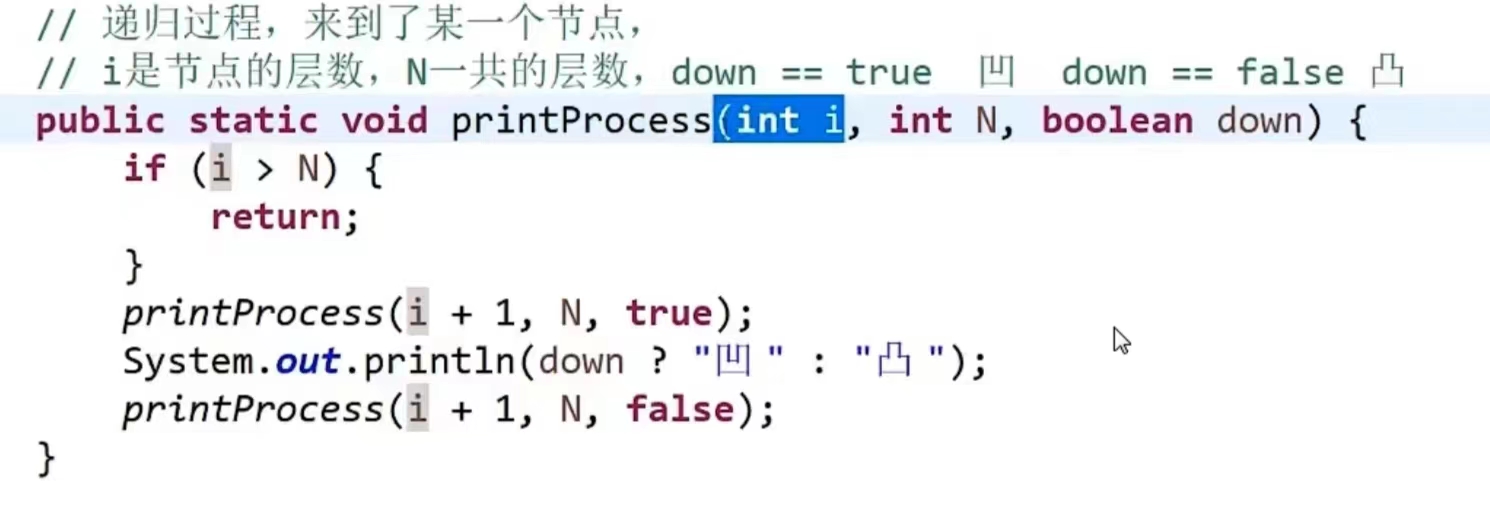 // 递归过程，来到了某一个节点，
// i是节点的层数，N一共的层数，down == true  凹  down == false 凸
public static void printProcess(int i, int N, boolean down) {
    if (i > N) {
        return;
    }
    printProcess(i + 1, N, true);
    System.out.println(down ? "凹 " : "凸 ");
    printProcess(i + 1, N, false);
}